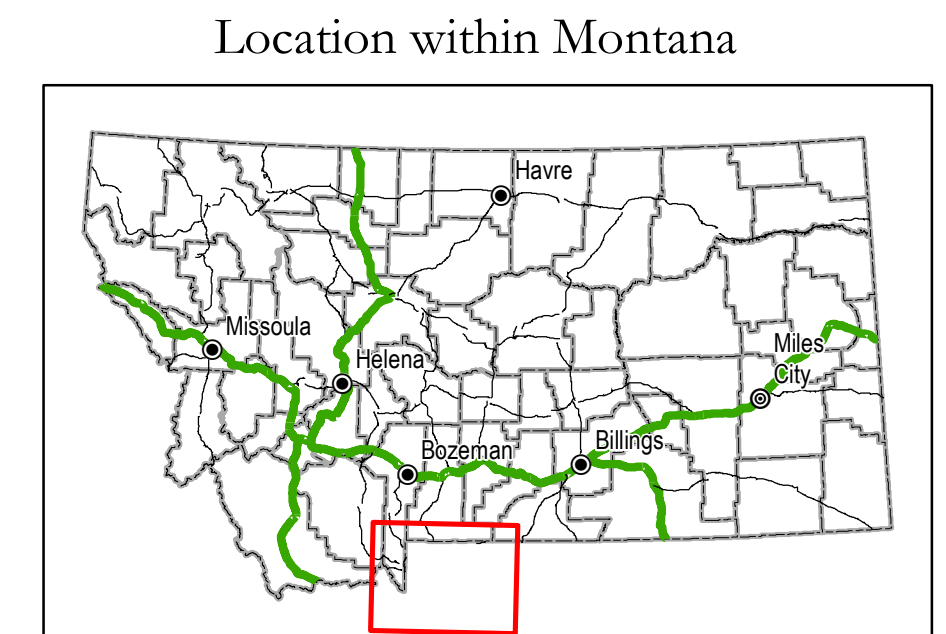 Location within Montana
Havre
Missoula
Helena
Miles
City
Bozeman
Billings